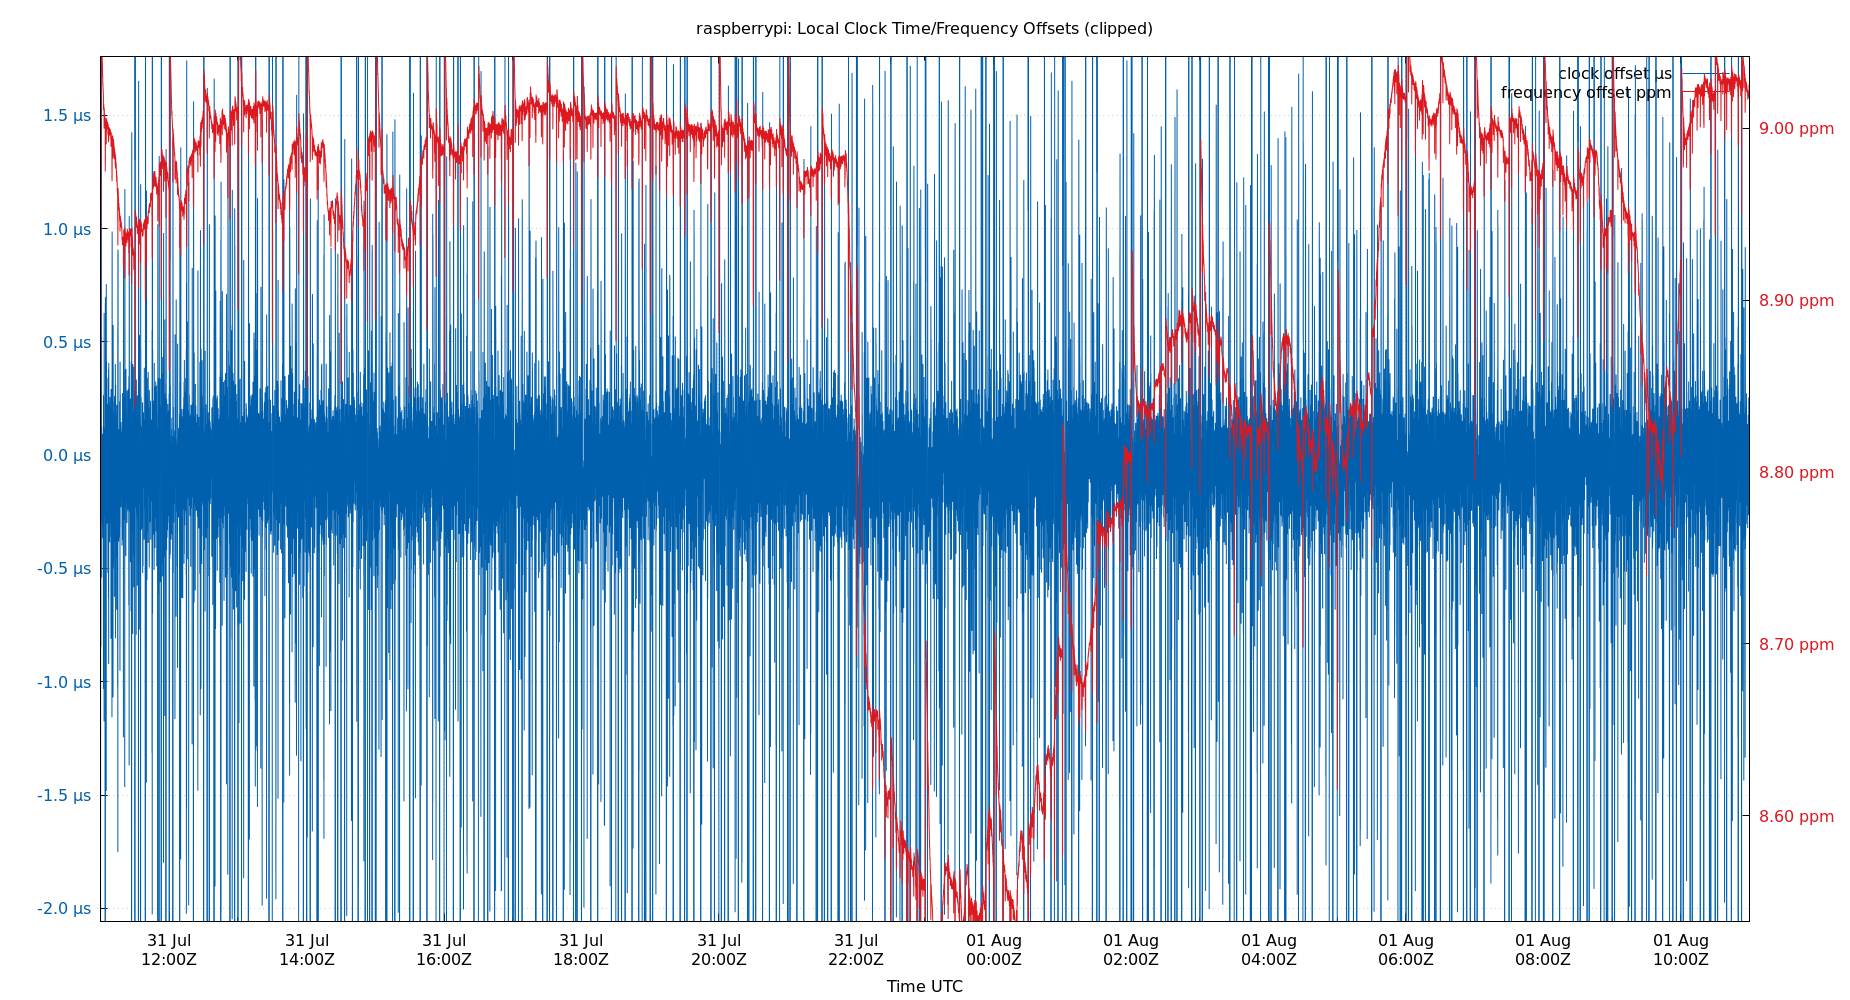 raspberrypi: Local Clock Time/Frequency Offsets (clipped)
clock offset µs
frequency offset ppm
1.5 µs
1.0 µs
0.5 µs
0.0 µs
-0.5 µs
-1.0 µs
-1.5 µs
-2.0 µs
9.00 ppm
8.90 ppm
8.80 ppm
8.70 ppm
8.60 ppm
31 Jul 31 Jul 31 Jul 31 Jul 31 Jul 31 Jul 01 Aug 01 Aug 01 Aug 01 Aug 01 Aug 01 Aug
12:00Z 14:00Z 16:00Z 18:00Z 20:00Z 22:00Z 00:00Z 02:00Z 04:00Z 06:00Z 08:00Z 10:00Z
Time UTC